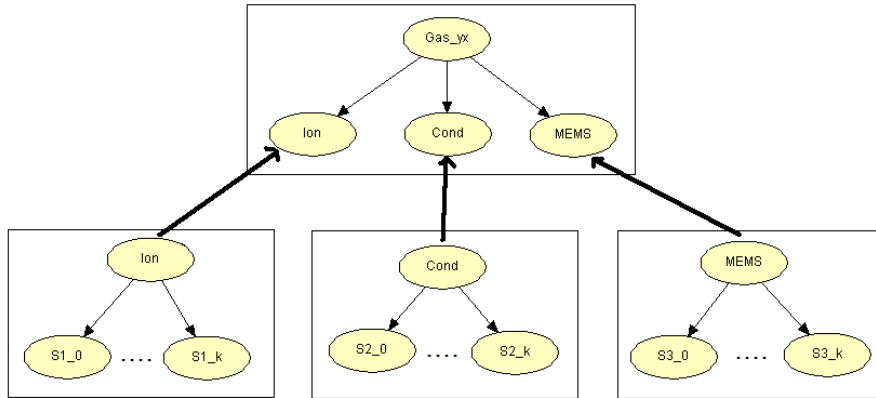 Gas_yx
Ion Cond MEMS
Ion Cond MEMS
S1_0 .... S1_k S2_0 .... S2_k S3_0 .... S3_k